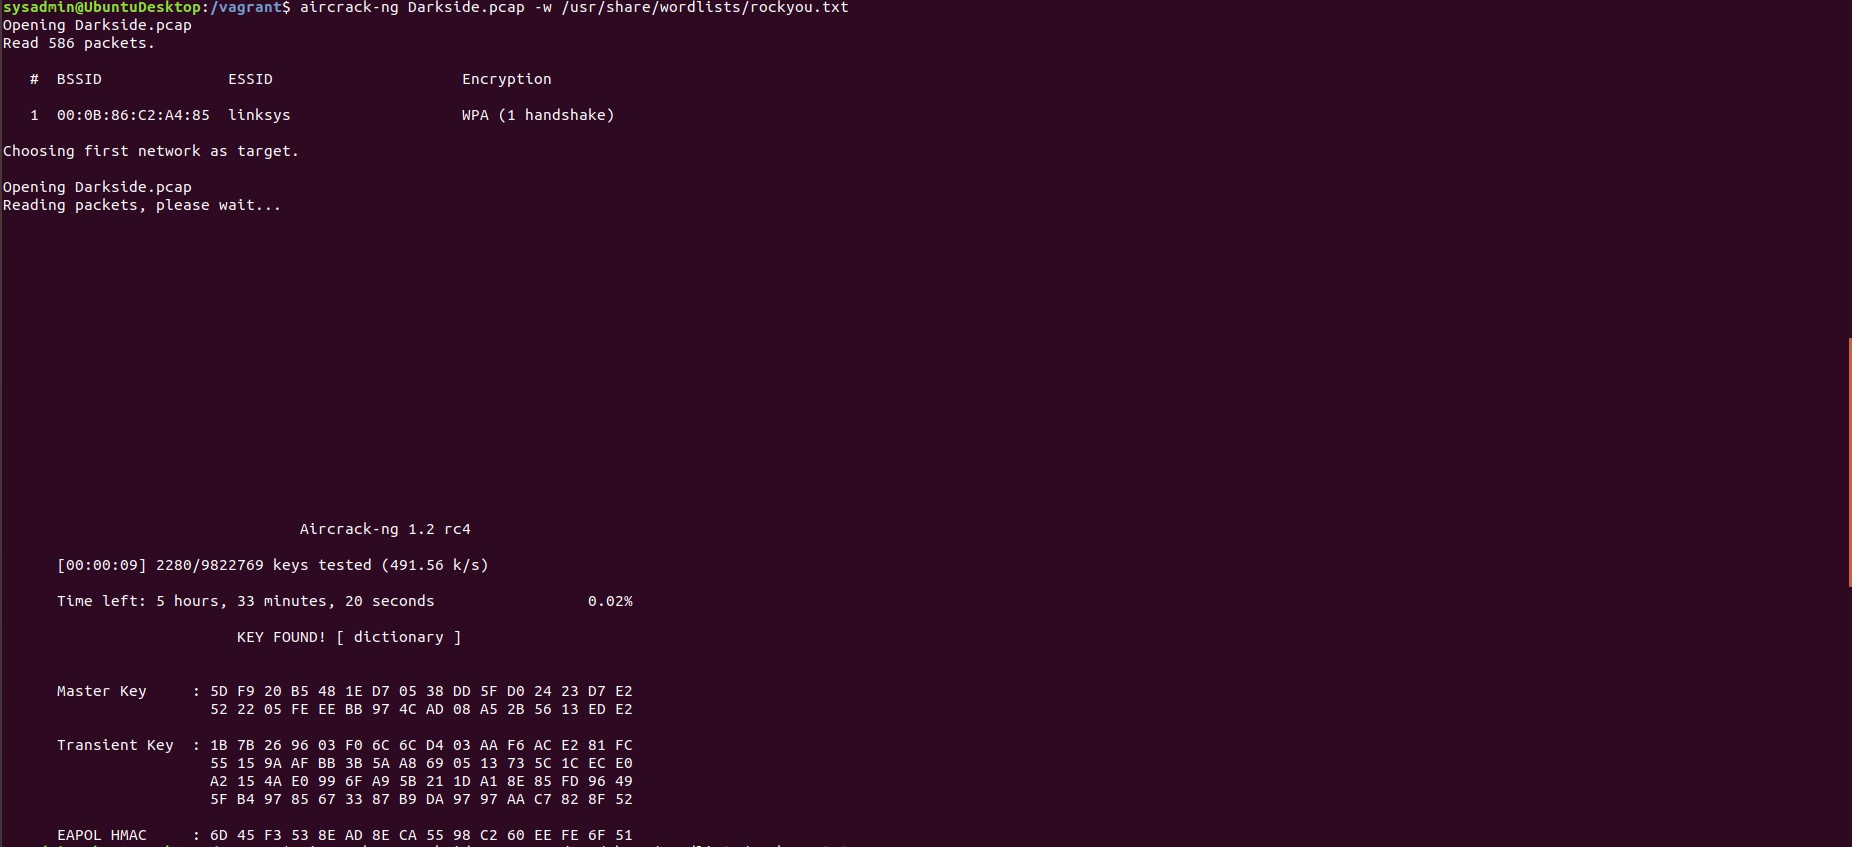 sysadmin@UbuntuDesktop:/vagrant$ aircrack-ng Darkside.pcap -w /usr/share/wordlists/rockyou.txt
Opening Darkside.pcap
Read 586 packets.
# BSSID ESSID Encryption
1 00:0B:86:C2:A4:85 linksys WPA (1 handshake)
Choosing first network as target.
Opening Darkside.pcap
Reading packets, please wait...
Aircrack-ng 1.2 rc4
[00:00:09] 2280/9822769 keys tested (491.56 k/s)
Time left: 5 hours, 33 minutes, 20 seconds 0.02%
KEY FOUND! [ dictionary ]
Master Key : 5D F9 20 B5 48 1E D7 05 38 DD 5F D0 24 23 D7 E2
52 22 05 FE EE BB 97 4C AD 08 A5 2B 56 13 ED E2
Transient Key : 1B 7B 26 96 03 F0 6C 6C D4 03 AA F6 AC E2 81 FC
55 15 9A AF BB 3B 5A A8 69 05 13 73 5C 1C EC E0
A2 15 4A E0 99 6F A9 5B 21 1D A1 8E 85 FD 96 49
5F B4 97 85 67 33 87 B9 DA 97 97 AA C7 82 8F 52
EAPOL HMAC : 6D 45 F3 53 8E AD 8E CA 55 98 C2 60 EE FE 6F 51